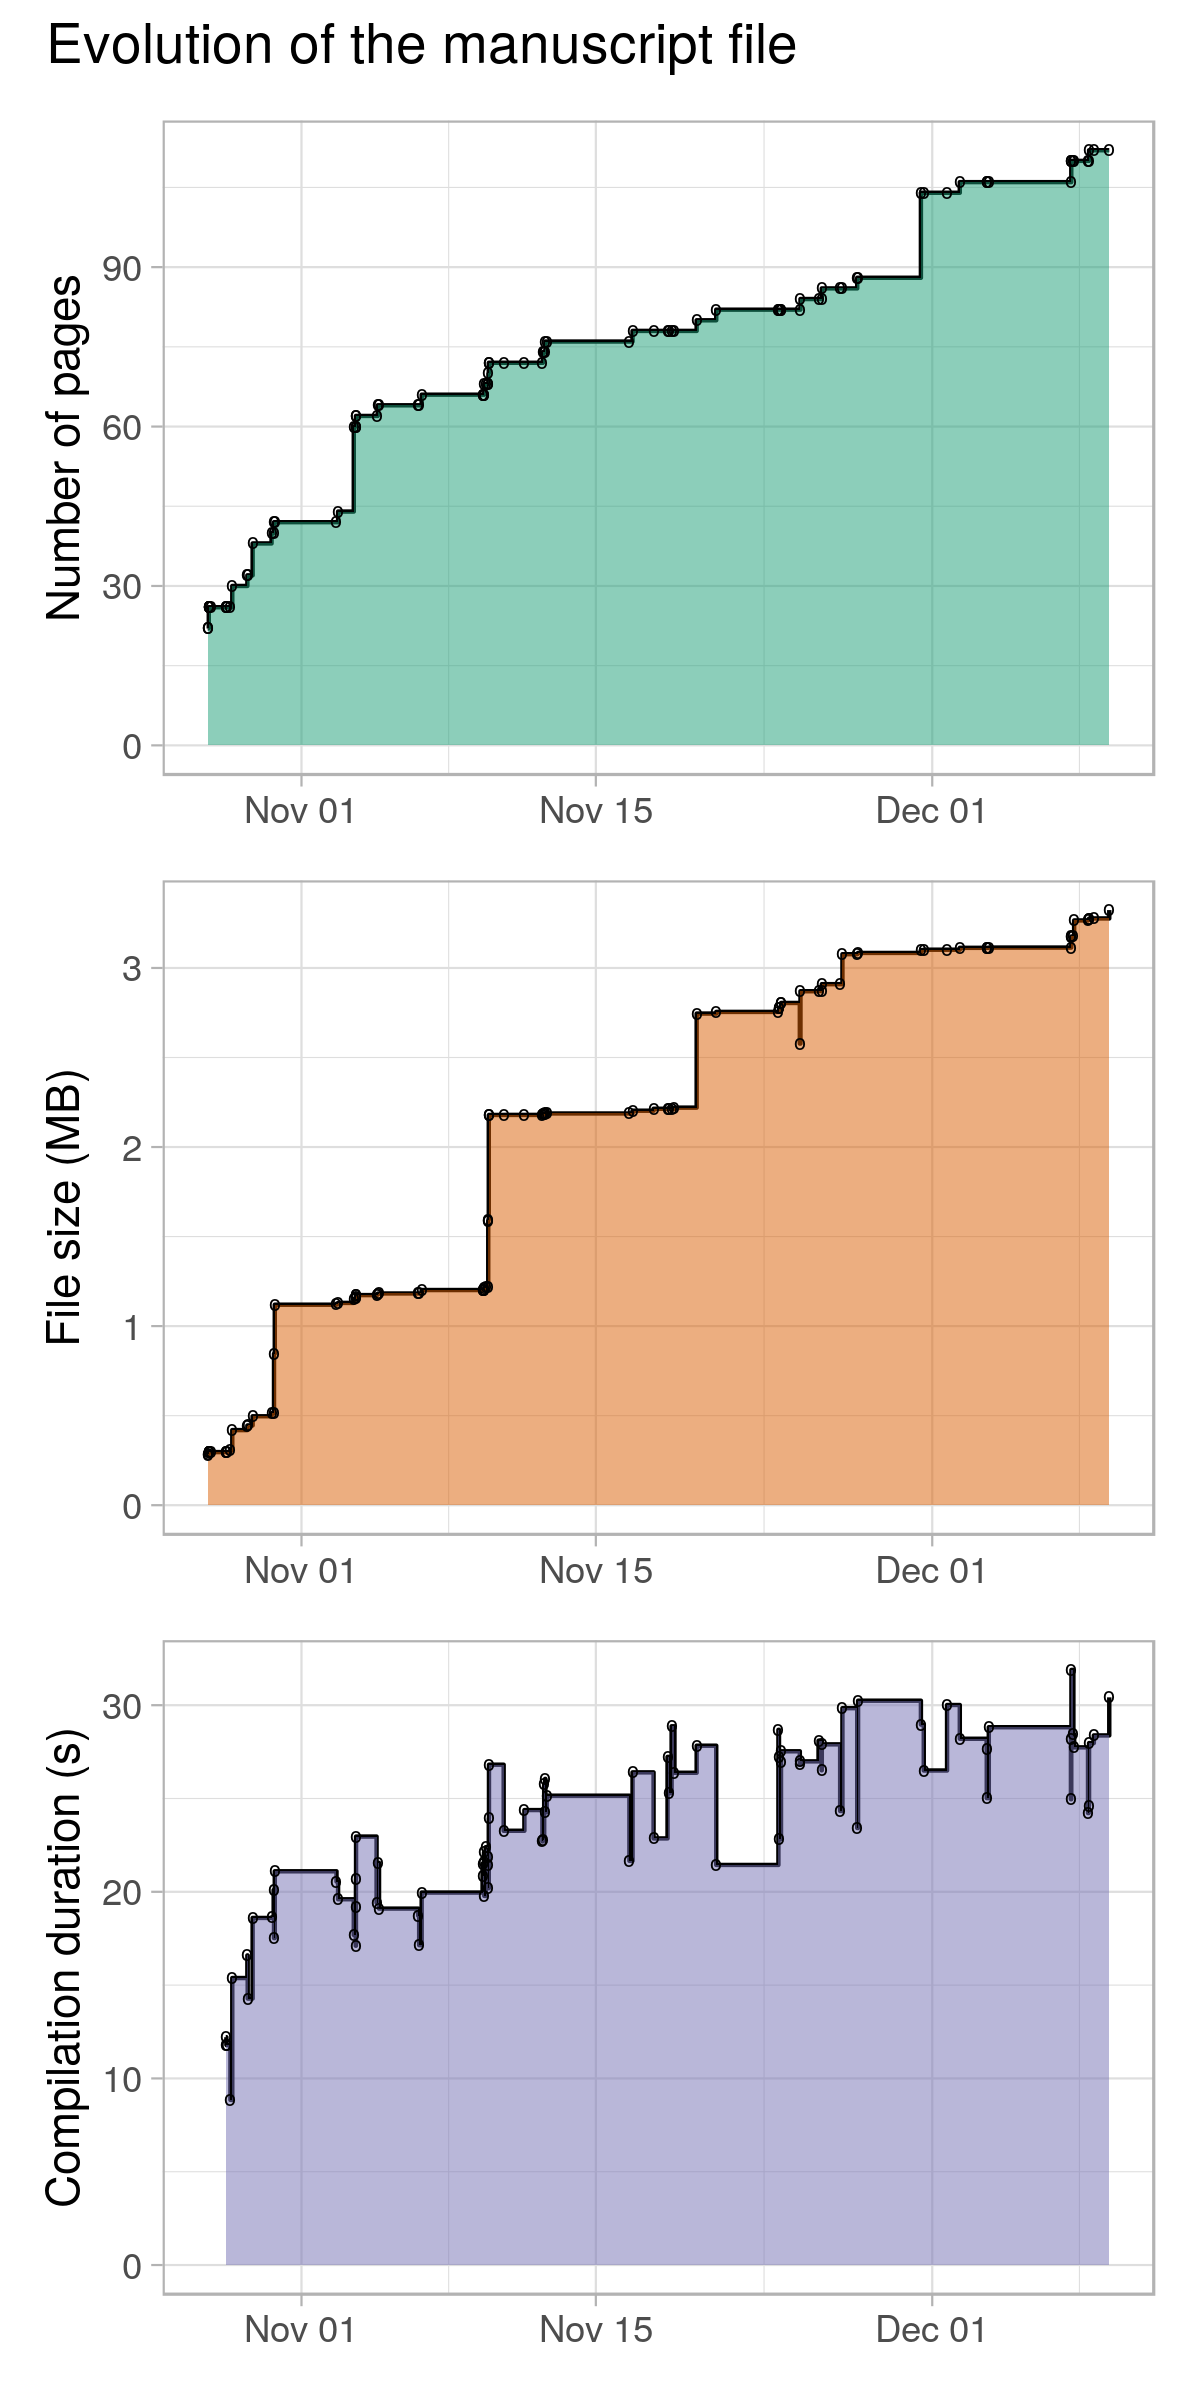 Evolution of the manuscript file
Number of pages
90
60
30
0
Nov 01
Nov 15
Dec 01
File size (MB)
3
2
1
0
Nov 01
Nov 15
Dec 01
Compilation duration (s)
30
20
10
0
Nov 01
Nov 15
Dec 01